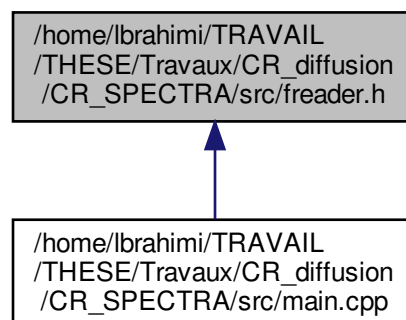 /home/lbrahimi/TRAVAIL
/THESE/Travaux/CR_diffusion
/CR_SPECTRA/src/freader.h
/home/lbrahimi/TRAVAIL
/THESE/Travaux/CR_diffusion
/CR_SPECTRA/src/main.cpp